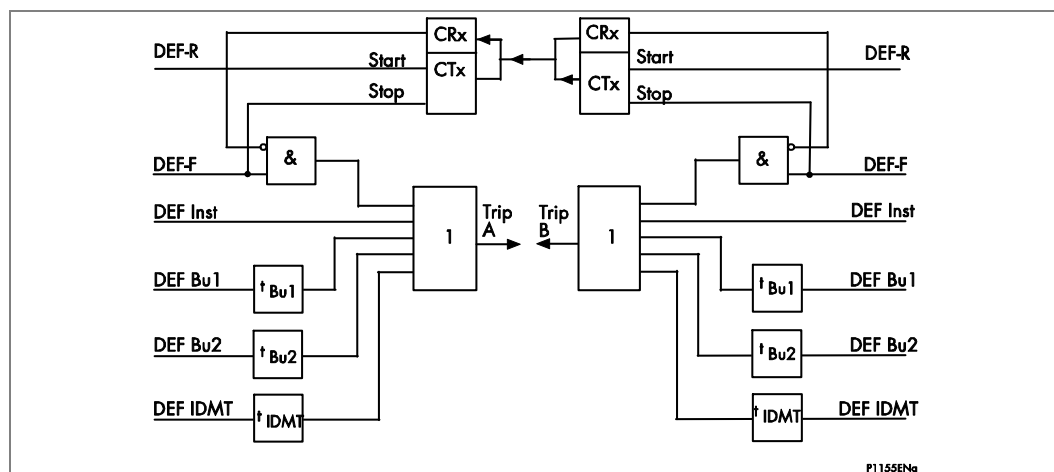 CRx CRx
DEF-R Start CTx CTx Start DEF-R
Stop Stop
& &
DEF-F DEF-F
DEF Inst Trip A Trip B DEF Inst
1 1
DEF Bu1 t Bu1 t Bu1 DEF Bu1
DEF Bu2 t Bu2 t Bu2 DEF Bu2
DEF IDMT t IDMT t IDMT DEF IDMT
P1155ENa